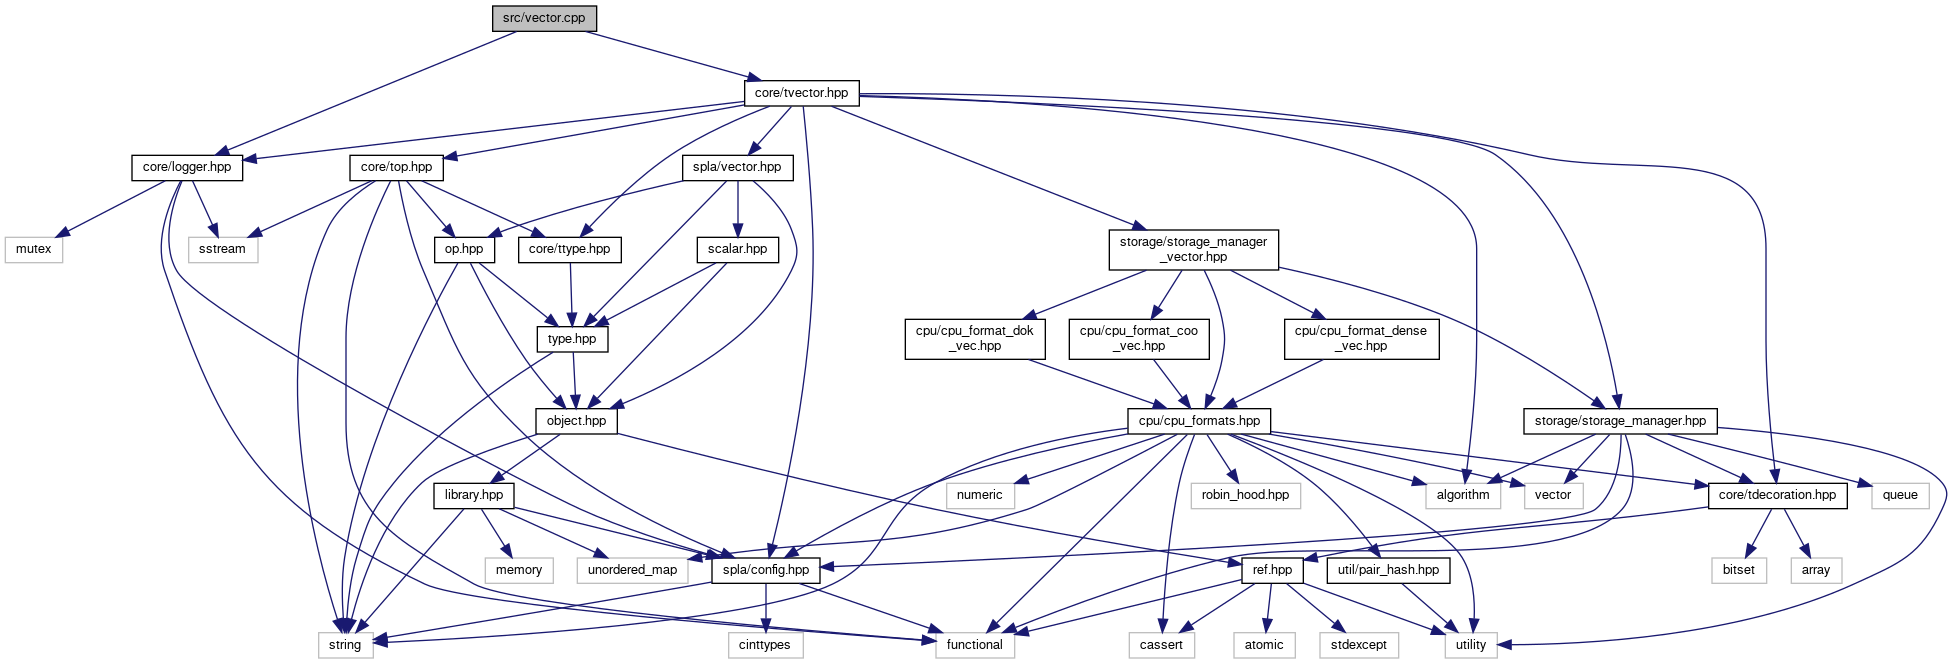 src/vector.cpp
core/tvector.hpp
core/logger.hpp
core/top.hpp
spla/vector.hpp
mutex
sstream
op.hpp
core/ttype.hpp
scalar.hpp
storage/storage_manager
_vector.hpp
type.hpp
cpu/cpu_format_dok
_vec.hpp
cpu/cpu_format_coo
_vec.hpp
cpu/cpu_format_dense
_vec.hpp
object.hpp
cpu/cpu_formats.hpp
storage/storage_manager.hpp
library.hpp
numeric
robin_hood.hpp
algorithm
vector
core/tdecoration.hpp
queue
memory
unordered_map
spla/config.hpp
ref.hpp
util/pair_hash.hpp
bitset
array
string
cinttypes
functional
cassert
atomic
stdexcept
utility